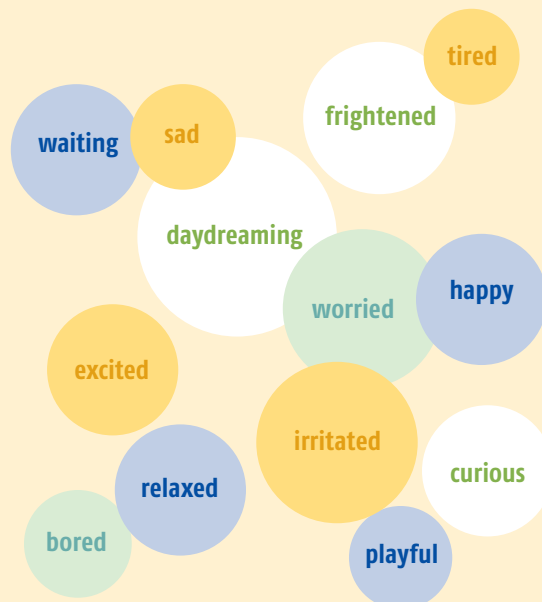 tired
frightened
waiting
sad
daydreaming
happy
worried
excited
irritated
curious
relaxed
bored
playful